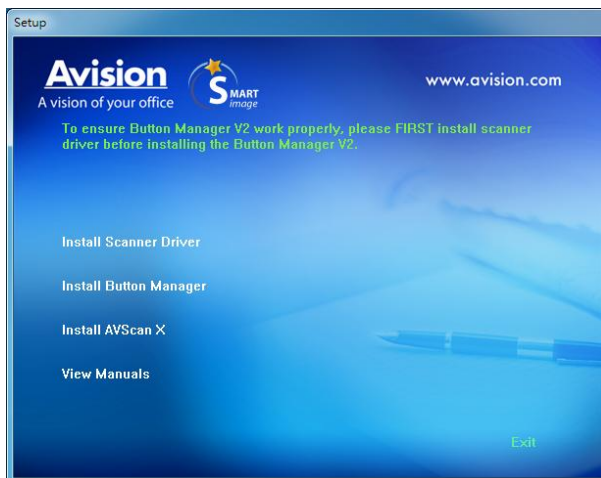 Setup
Avision
A vision of your office
SMART
image
www.avision.com
To ensure Button Manager V2 work properly, please FIRST install scanner
driver before installing the Button Manager V2.
Install Scanner Driver
Install Button Manager
Install AVScan X
View Manuals
Exit